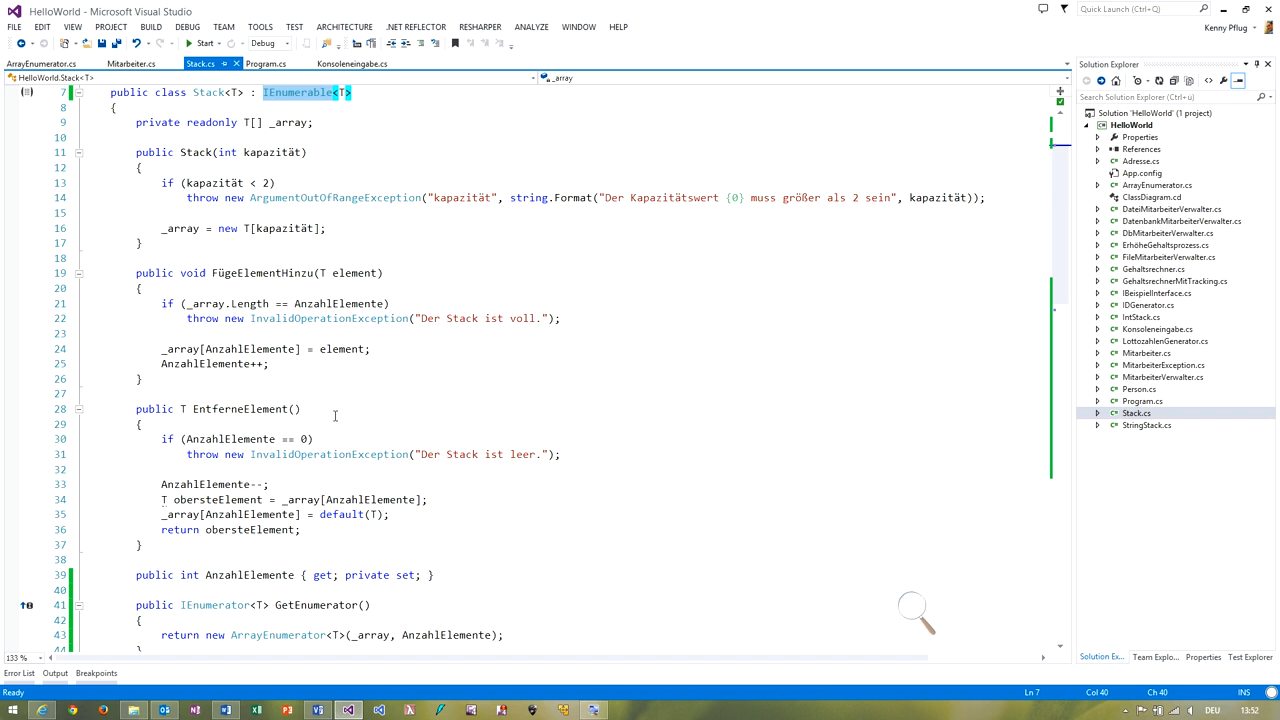 HelloWorld - Microsoft Visual Studio
Quick Launch (Ctrl+Q)
FILE EDIT VIEW PROJECT BUILD DEBUG TEAM TOOLS TEST ARCHITECTURE .NET REFLECTOR RESHARPER ANALYZE WINDOW HELP
Kenny Pflug
Start Debug
ArrayEnumerator.cs Mitarbeiter.cs Stack.cs Program.cs Konsoleneingabe.cs
HelloWorld.Stack<T> _array
7 public class Stack<T> : IEnumerable<T>
8 {
9 private readonly T[] _array;
10
11 public Stack(int kapazität)
12 {
13 if (kapazität < 2)
14 throw new ArgumentOutOfRangeException("kapazität", string.Format("Der Kapazitätswert {0} muss größer als 2 sein", kapazität));
15
16 _array = new T[kapazität];
17 }
18
19 public void FügeElementHinzu(T element)
20 {
21 if (_array.Length == AnzahlElemente)
22 throw new InvalidOperationException("Der Stack ist voll.");
23
24 _array[AnzahlElemente] = element;
25 AnzahlElemente++;
26 }
27
28 public T EntferneElement()
29 {
30 if (AnzahlElemente == 0)
31 throw new InvalidOperationException("Der Stack ist leer.");
32
33 AnzahlElemente--;
34 T obersteElement = _array[AnzahlElemente];
35 _array[AnzahlElemente] = default(T);
36 return obersteElement;
37 }
38
39 public int AnzahlElemente { get; private set; }
40
41 public IEnumerator<T> GetEnumerator()
42 {
43 return new ArrayEnumerator<T>(_array, AnzahlElemente);
44 }
133 %
Solution Explorer
Search Solution Explorer (Ctrl+ü)
Solution 'HelloWorld' (1 project)
HelloWorld
Properties
References
Adresse.cs
App.config
ArrayEnumerator.cs
ClassDiagram.cd
DateiMitarbeiterVerwalter.cs
DatenbankMitarbeiterVerwalter.cs
DbMitarbeiterVerwalter.cs
ErhöheGehaltsprozess.cs
FileMitarbeiterVerwalter.cs
Gehaltsrechner.cs
GehaltsrechnerMitTracking.cs
IBeispielInterface.cs
IDGenerator.cs
IntStack.cs
Konsoleneingabe.cs
LottozahlenGenerator.cs
Mitarbeiter.cs
MitarbeiterException.cs
MitarbeiterVerwalter.cs
Person.cs
Program.cs
Stack.cs
StringStack.cs
Solution Ex... Team Explo... Properties Test Explorer
Error List Output Breakpoints
Ready Ln 7 Col 40 Ch 40 INS
DEU 13:52